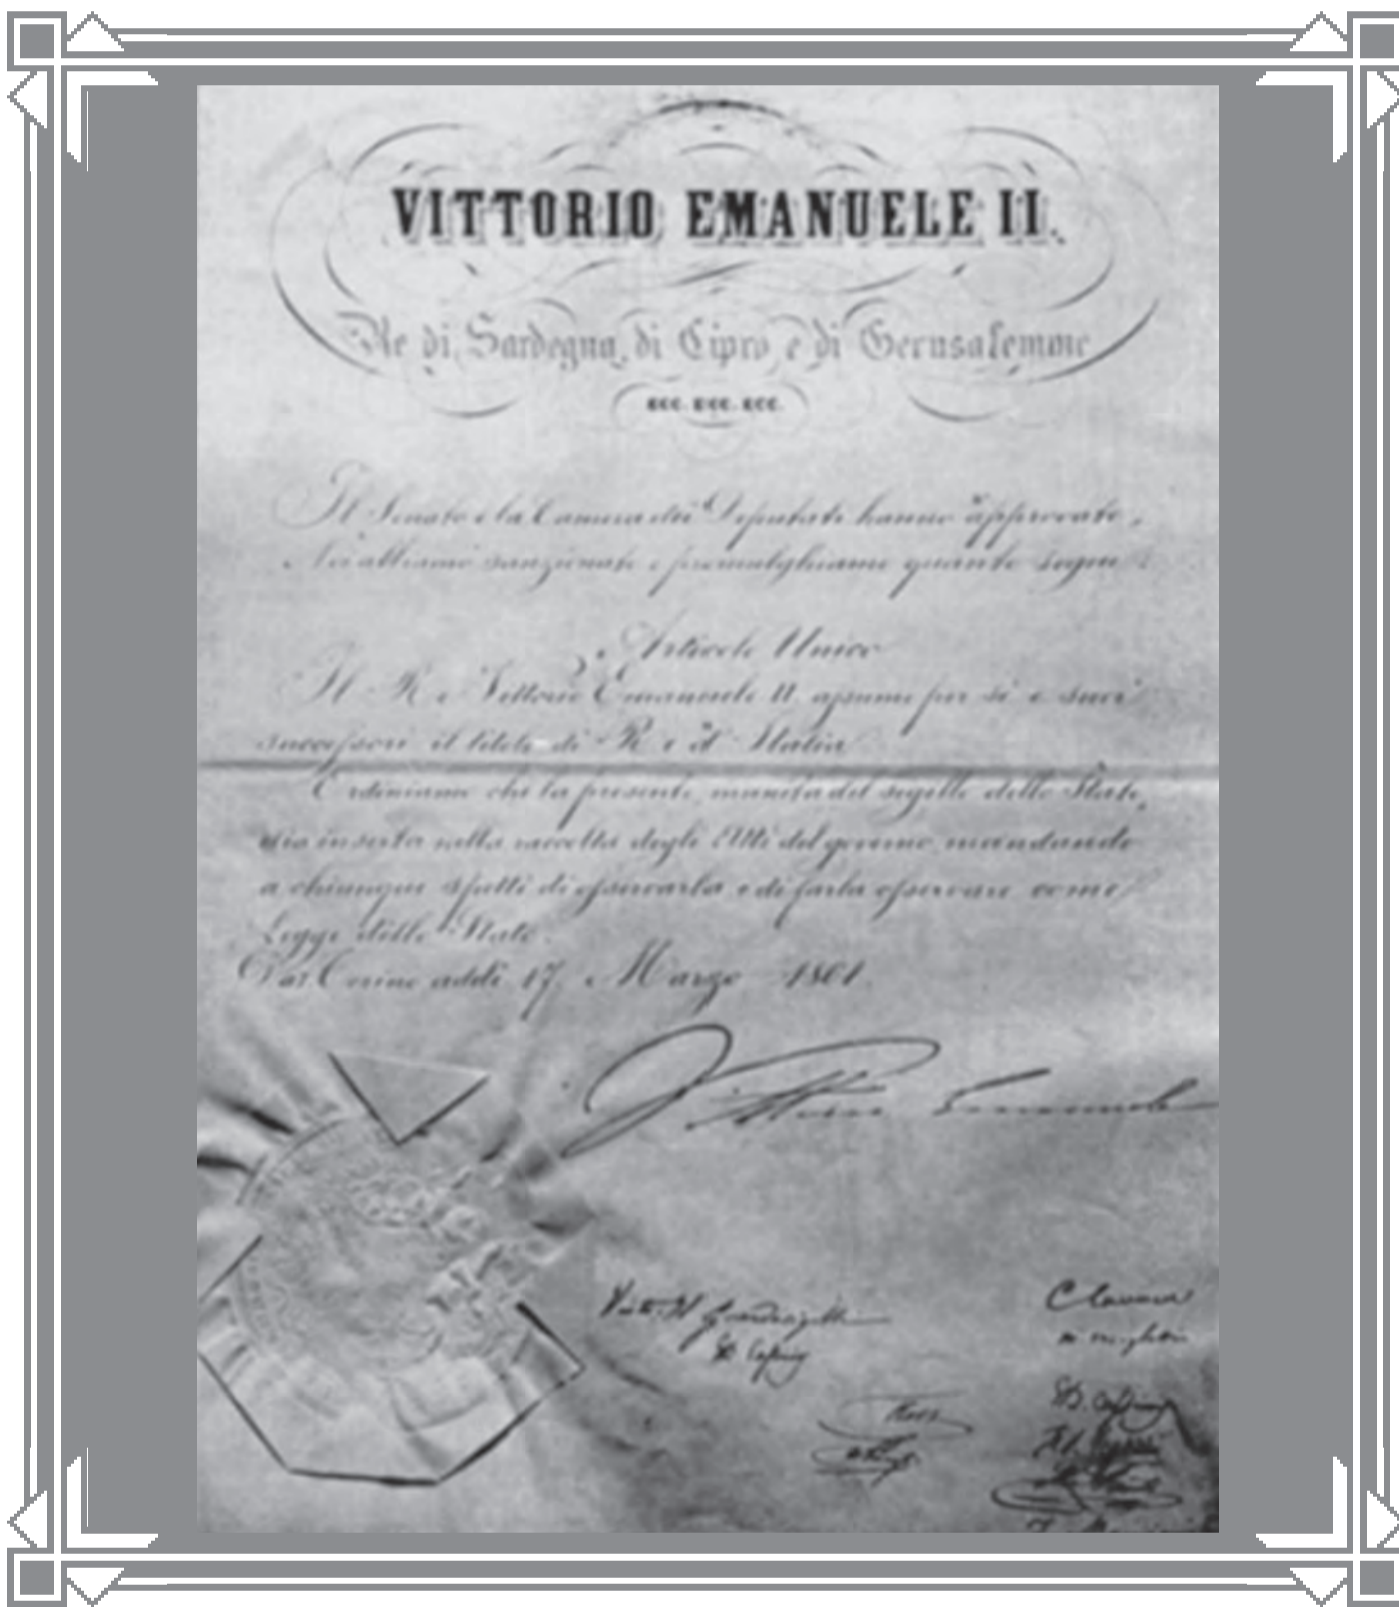 VITTORIO EMANUELE II.
Re di Sardegna, di Cipro e di Gerusalemme
ECC. ECC. ECC.
Il Senato e la Camera dei Deputati hanno approvato,
Noi abbiamo sanzionato e promulghiamo quanto segue:
Articolo Unico
Il Re Vittorio Emanuele II. assume per sè e suoi
successori il titolo di Re d'Italia
Ordiniamo che la presente, munita del sigillo dello Stato,
sia inserta nella raccolta degli Atti del governo, mandando
a chiunque spetti di osservarla e di farla osservare come
legge dello Stato.
Dat Torino addì 17. Marzo 1861.
Vittorio Emanuele
C Cavour